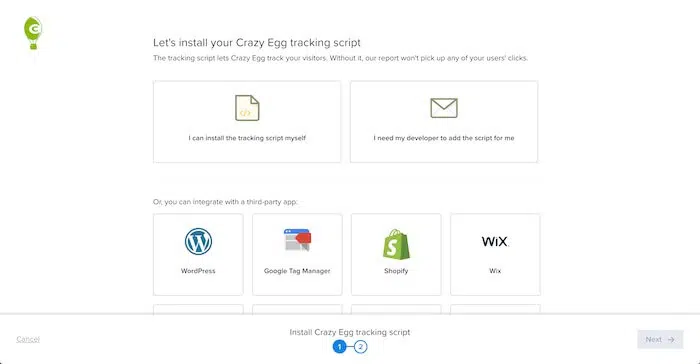 Let's install your Crazy Egg tracking script
The tracking script lets Crazy Egg track your visitors. Without it, our report won't pick up any of your users' clicks.
</>
I can install the tracking script myself
I need my developer to add the script for me
Or, you can integrate with a third-party app:
WordPress
Google Tag Manager
Shopify
WiX
Wix
Cancel
Install Crazy Egg tracking script
1
2
Next →